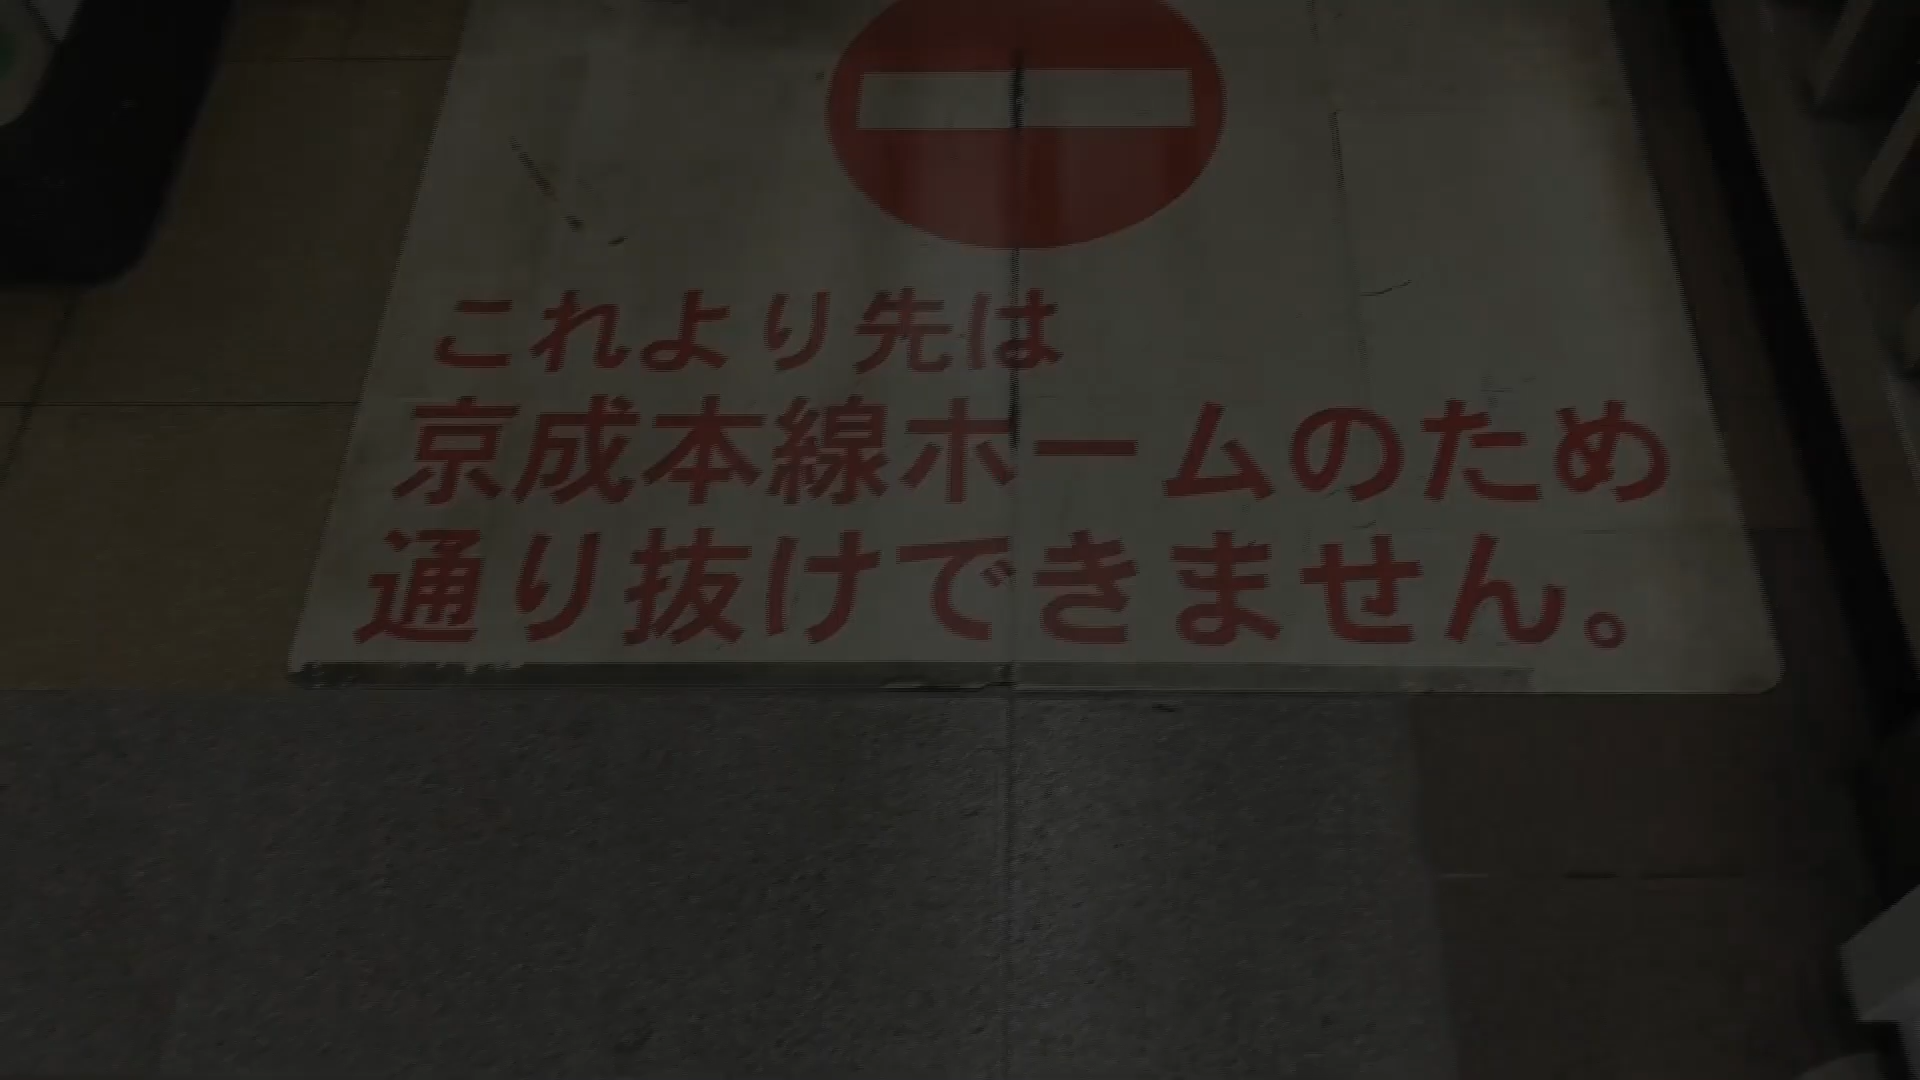 これより先は
京成本線ホームのため
通り抜けできません。